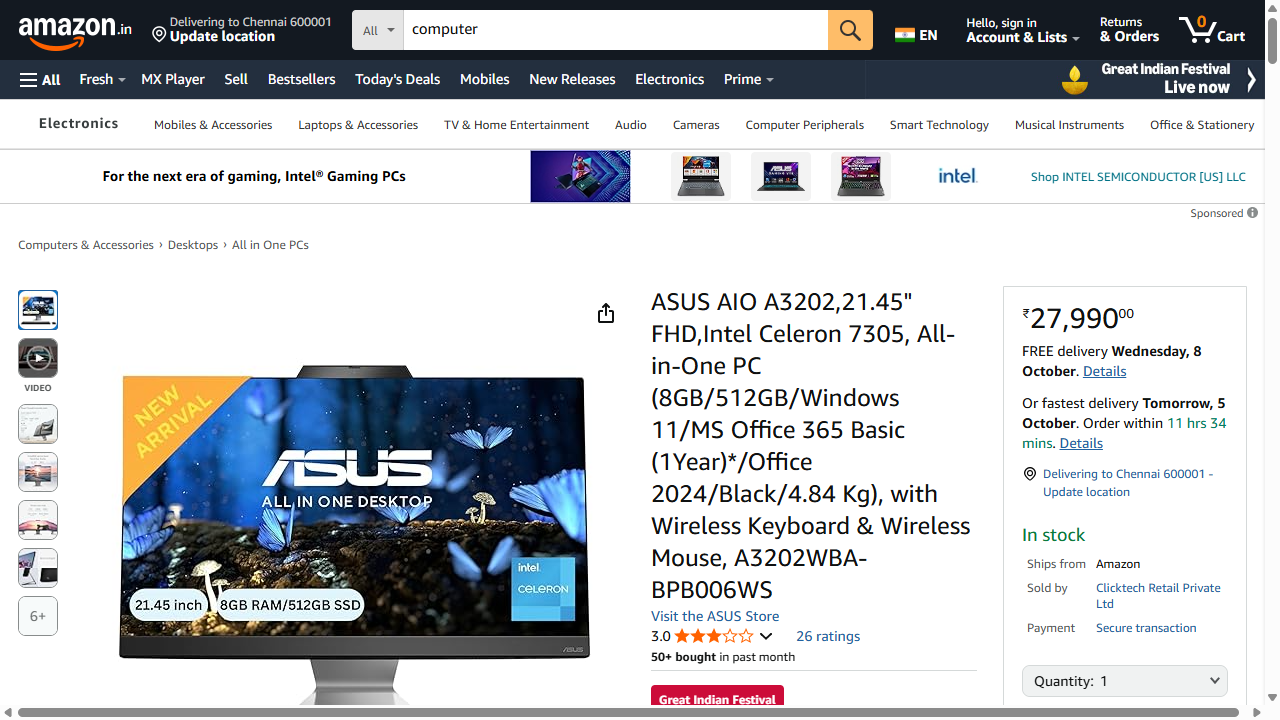 amazon.in
Delivering to Chennai 600001
Update location
All
computer
EN
Hello, sign in
Account & Lists
Returns
& Orders
0
Cart
All
Fresh
MX Player
Sell
Bestsellers
Today's Deals
Mobiles
New Releases
Electronics
Prime
Great Indian Festival
Live now
Electronics
Mobiles & Accessories
Laptops & Accessories
TV & Home Entertainment
Audio
Cameras
Computer Peripherals
Smart Technology
Musical Instruments
Office & Stationery
For the next era of gaming, Intel® Gaming PCs
ASUS
intel.
Shop INTEL SEMICONDUCTOR [US] LLC
Sponsored
Computers & Accessories › Desktops › All in One PCs
VIDEO
6+
NEW
ARRIVAL
ASUS
ALL IN ONE DESKTOP
intel
CELERON
21.45 inch
8GB RAM/512GB SSD
ASUS
ASUS AIO A3202,21.45"
FHD,Intel Celeron 7305, All-
in-One PC
(8GB/512GB/Windows
11/MS Office 365 Basic
(1Year)*/Office
2024/Black/4.84 Kg), with
Wireless Keyboard & Wireless
Mouse, A3202WBA-
BPB006WS
Visit the ASUS Store
3.0
26 ratings
50+ bought in past month
Great Indian Festival
₹27,99000
FREE delivery Wednesday, 8
October. Details
Or fastest delivery Tomorrow, 5
October. Order within 11 hrs 34
mins. Details
Delivering to Chennai 600001 -
Update location
In stock
Ships from Amazon
Sold by Clicktech Retail Private
Ltd
Payment Secure transaction
Quantity: 1